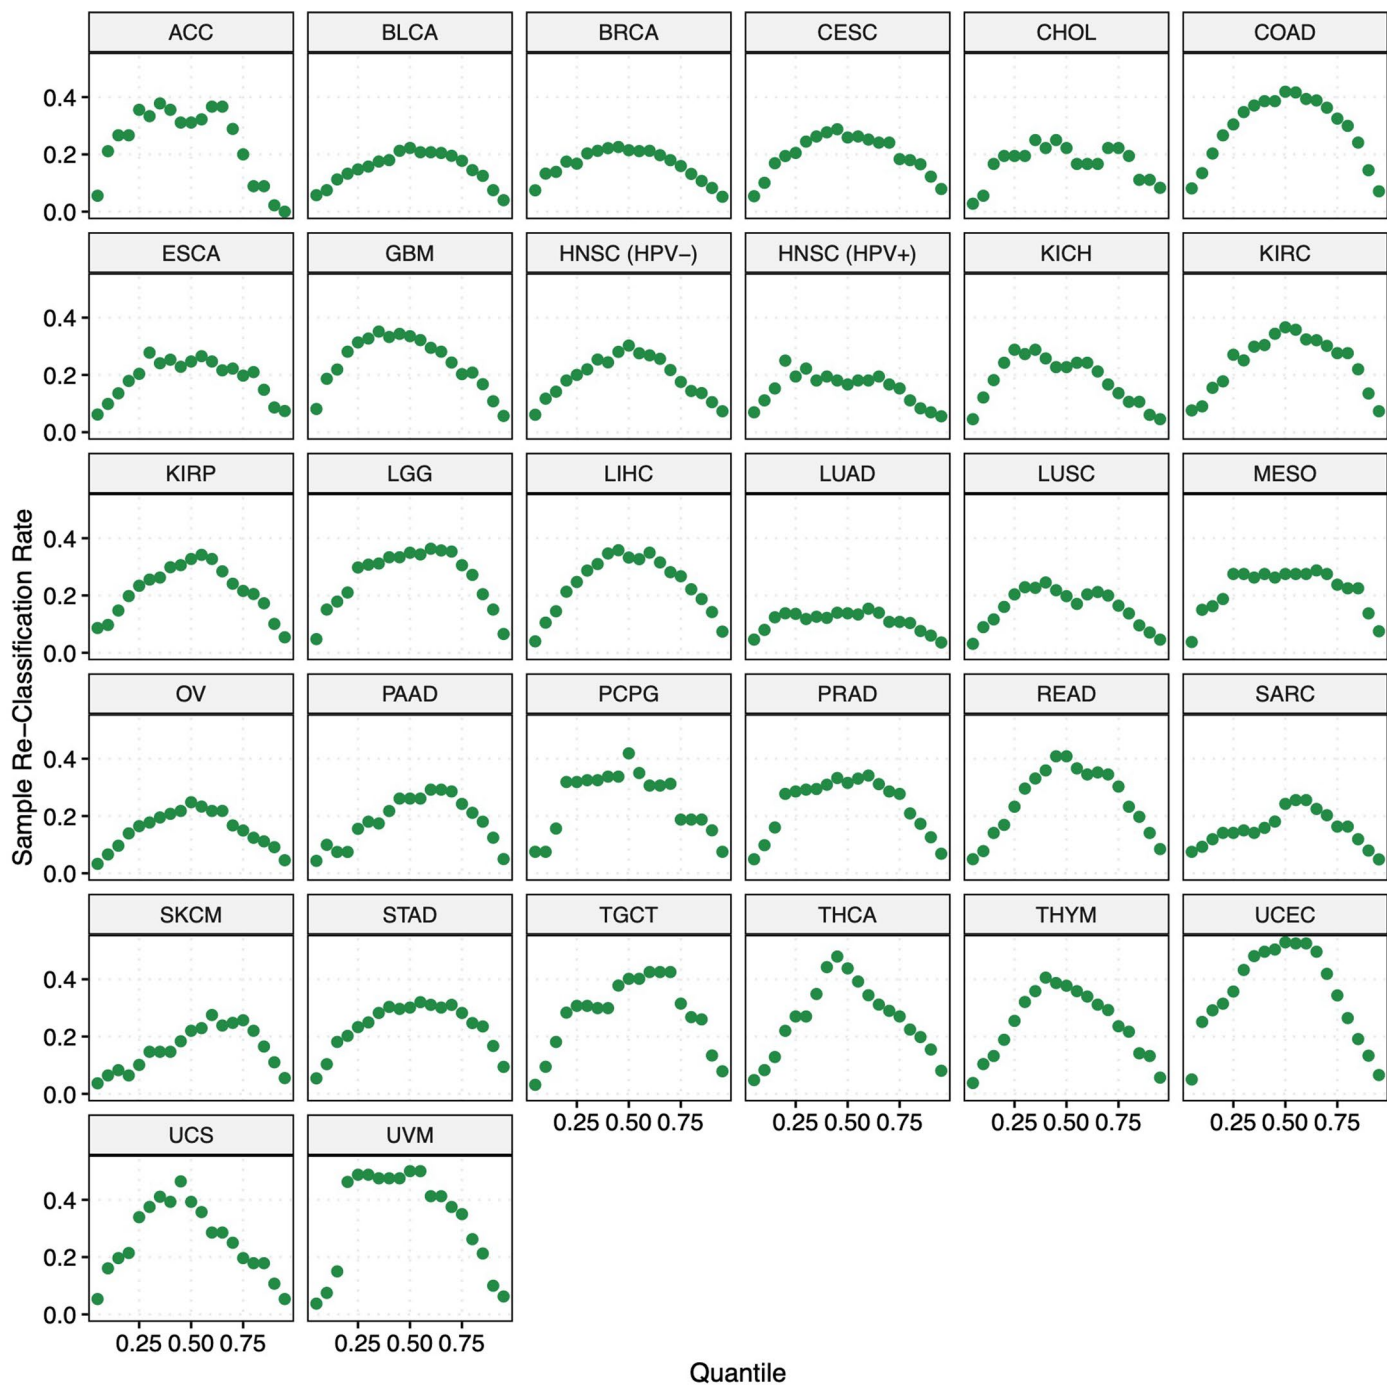 ACC BLCA BRCA CESC CHOL COAD
0.4
0.2
0.0
ESCA GBM HNSC (HPV−) HNSC (HPV+) KICH KIRC
0.4
0.2
0.0
KIRP LGG LIHC LUAD LUSC MESO
0.4
0.2
0.0
Sample Re−Classification Rate
OV PAAD PCPG PRAD READ SARC
0.4
0.2
0.0
SKCM STAD TGCT THCA THYM UCEC
0.4
0.2
0.0
0.25 0.50 0.75 0.25 0.50 0.75 0.25 0.50 0.75 0.25 0.50 0.75
UCS UVM
0.4
0.2
0.0
0.25 0.50 0.75 0.25 0.50 0.75
Quantile